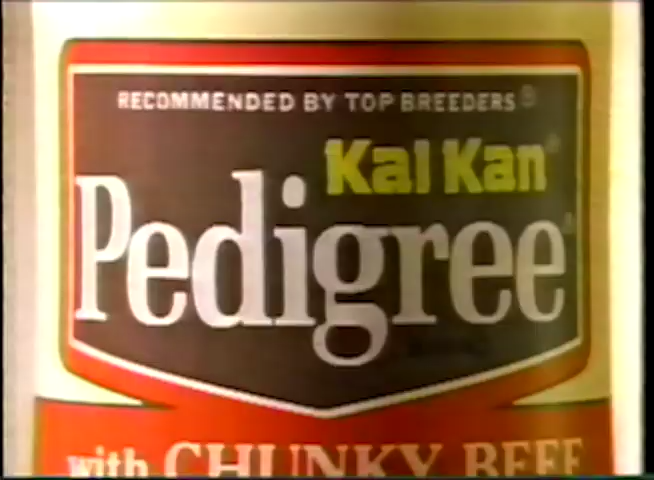 RECOMMENDED BY TOP BREEDERS®
Kal Kan®
Pedigree®
with CHUNKY BEEF